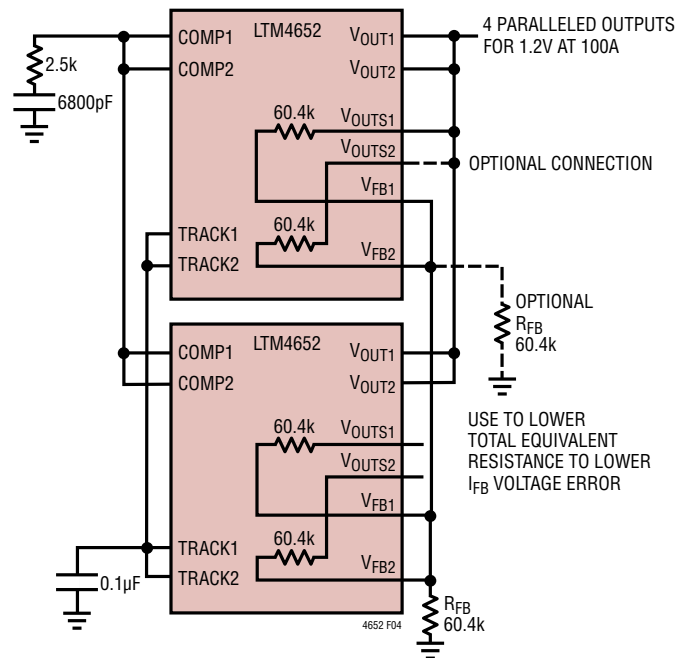 4 PARALLELED OUTPUTS
FOR 1.2V AT 100A
COMP1
LTM4652
VOUT1
COMP2
VOUT2
2.5k
6800pF
60.4k
VOUTS1
VOUTS2
OPTIONAL CONNECTION
VFB1
60.4k
TRACK1
TRACK2
VFB2
OPTIONAL
RFB
60.4k
COMP1
LTM4652
VOUT1
COMP2
VOUT2
USE TO LOWER
TOTAL EQUIVALENT
RESISTANCE TO LOWER
IFB VOLTAGE ERROR
60.4k
VOUTS1
VOUTS2
VFB1
60.4k
TRACK1
TRACK2
VFB2
0.1µF
RFB
60.4k
4652 F04